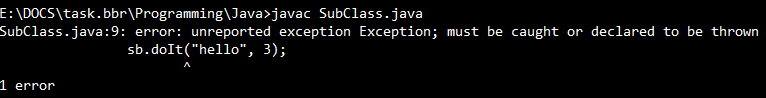 E:\DOCS\task.bbr\Programming\Java>javac SubClass.java
SubClass.java:9: error: unreported exception Exception; must be caught or declared to be thrown
                sb.doIt("hello", 3);
                       ^
1 error